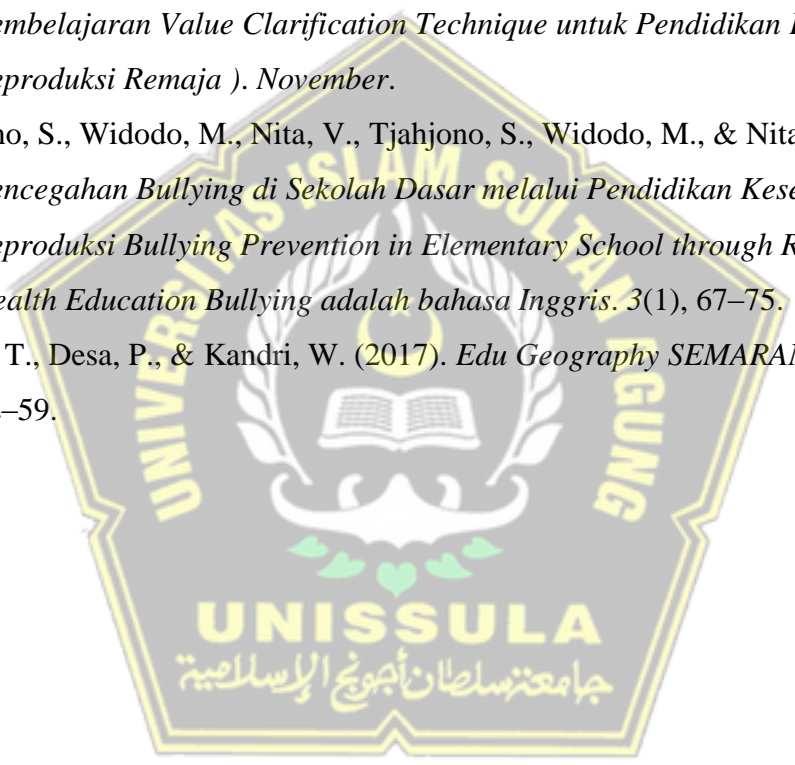 embelajaran Value Clarification Technique untuk Pendidikan
eproduksi Remaja ). November.
no, S., Widodo, M., Nita, V., Tjahjono, S., Widodo, M., & Nita
encegahan Bullying di Sekolah Dasar melalui Pendidikan Kese
eproduksi Bullying Prevention in Elementary School through R
ealth Education Bullying adalah bahasa Inggris. 3(1), 67–75.
T., Desa, P., & Kandri, W. (2017). Edu Geography SEMARAN
–59.
UNIVERSITAS ISLAM SULTAN AGUNG
UNISSULA
جامعة سلطان أجونج الإسلامية